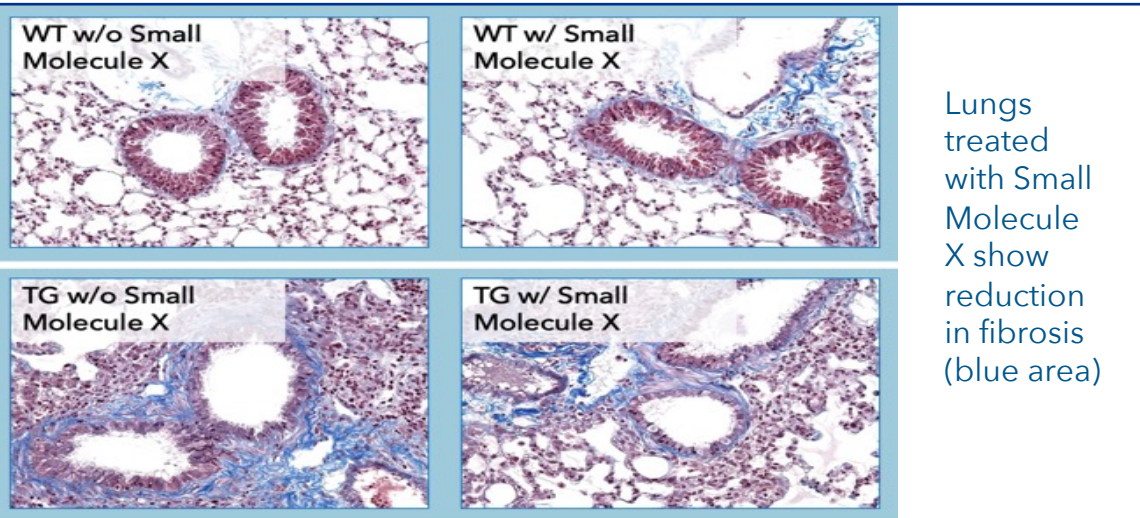 WT w/o Small
Molecule X
WT w/ Small
Molecule X
TG w/o Small
Molecule X
TG w/ Small
Molecule X
Lungs
treated
with Small
Molecule
X show
reduction
in fibrosis
(blue area)